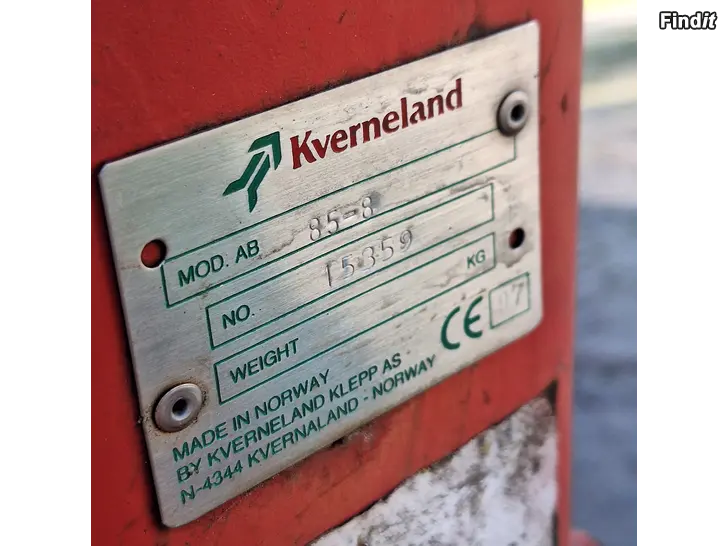 Findit
Kverneland
MOD. AB 85-8
NO. 15359
WEIGHT KG
CE 07
MADE IN NORWAY
BY KVERNELAND KLEPP AS
N-4344 KVERNALAND - NORWAY